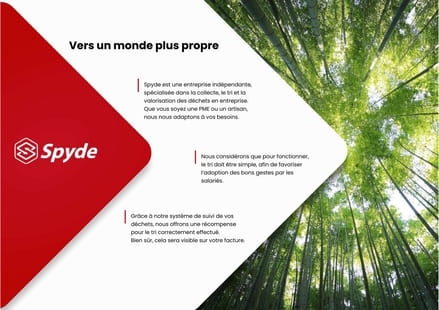 Vers un monde plus propre
Spyde est une entreprise indépendante,
spécialisée dans la collecte, le tri et la
valorisation des déchets en entreprise.
Que vous soyez une PME ou un artisan,
nous nous adaptons à vos besoins.
Spyde
Nous considérons que pour fonctionner,
le tri doit être simple, afin de favoriser
l'adoption des bons gestes par les
salariés.
Grâce à notre système de suivi de vos
déchets, nous offrons une récompense
pour le tri correctement effectué.
Bien sûr, cela sera visible sur votre facture.